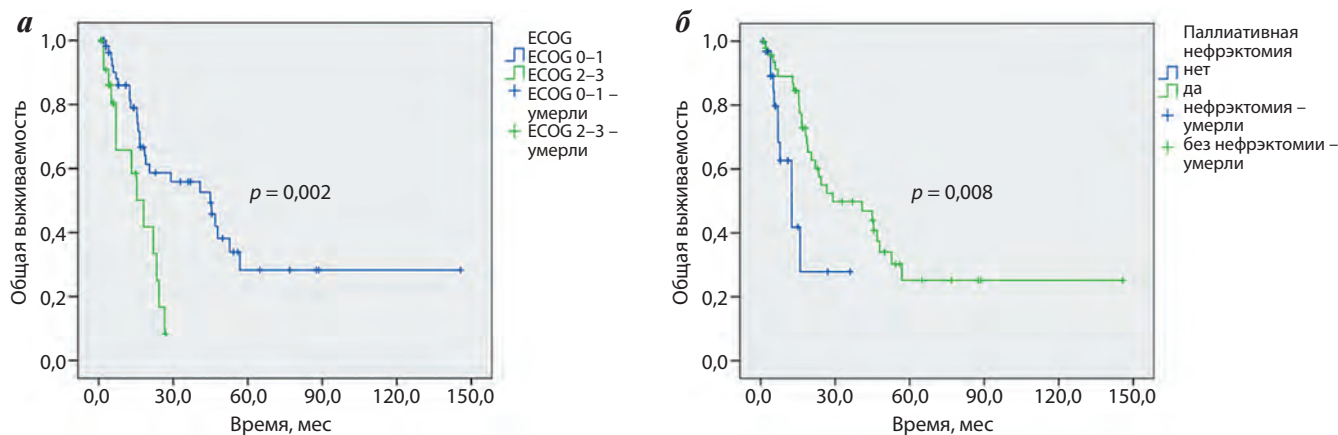 а
Общая выживаемость
1,0
0,8
0,6
0,4
0,2
0,0
p = 0,002
0,0 30,0 60,0 90,0 120,0 150,0
Время, мес
ECOG
ECOG 0–1
ECOG 2–3
ECOG 0–1 –
умерли
ECOG 2–3 –
умерли
б
Общая выживаемость
1,0
0,8
0,6
0,4
0,2
0,0
p = 0,008
0,0 30,0 60,0 90,0 120,0 150,0
Время, мес
Паллиативная
нефрэктомия
нет
да
нефрэктомия –
умерли
без нефрэктомии –
умерли